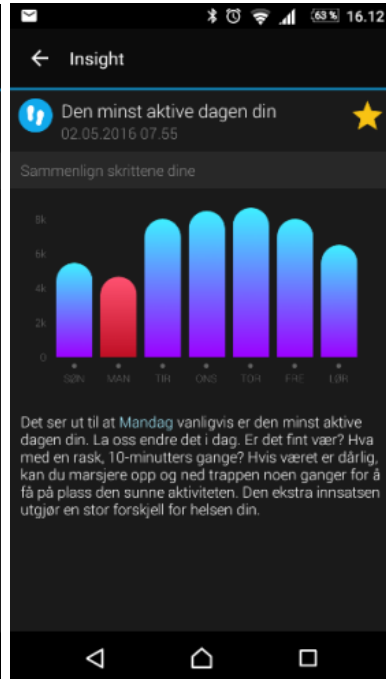 63 % 16.12
Insight
Den minst aktive dagen din
02.05.2016 07.55
Sammenlign skrittene dine
8k
6k
4k
2k
0
SØN MAN TIR ONS TOR FRE LØR
Det ser ut til at Mandag vanligvis er den minst aktive
dagen din. La oss endre det i dag. Er det fint vær? Hva
med en rask, 10-minutters gange? Hvis været er dårlig,
kan du marsjere opp og ned trappen noen ganger for å
få på plass den sunne aktiviteten. Den ekstra innsatsen
utgjør en stor forskjell for helsen din.